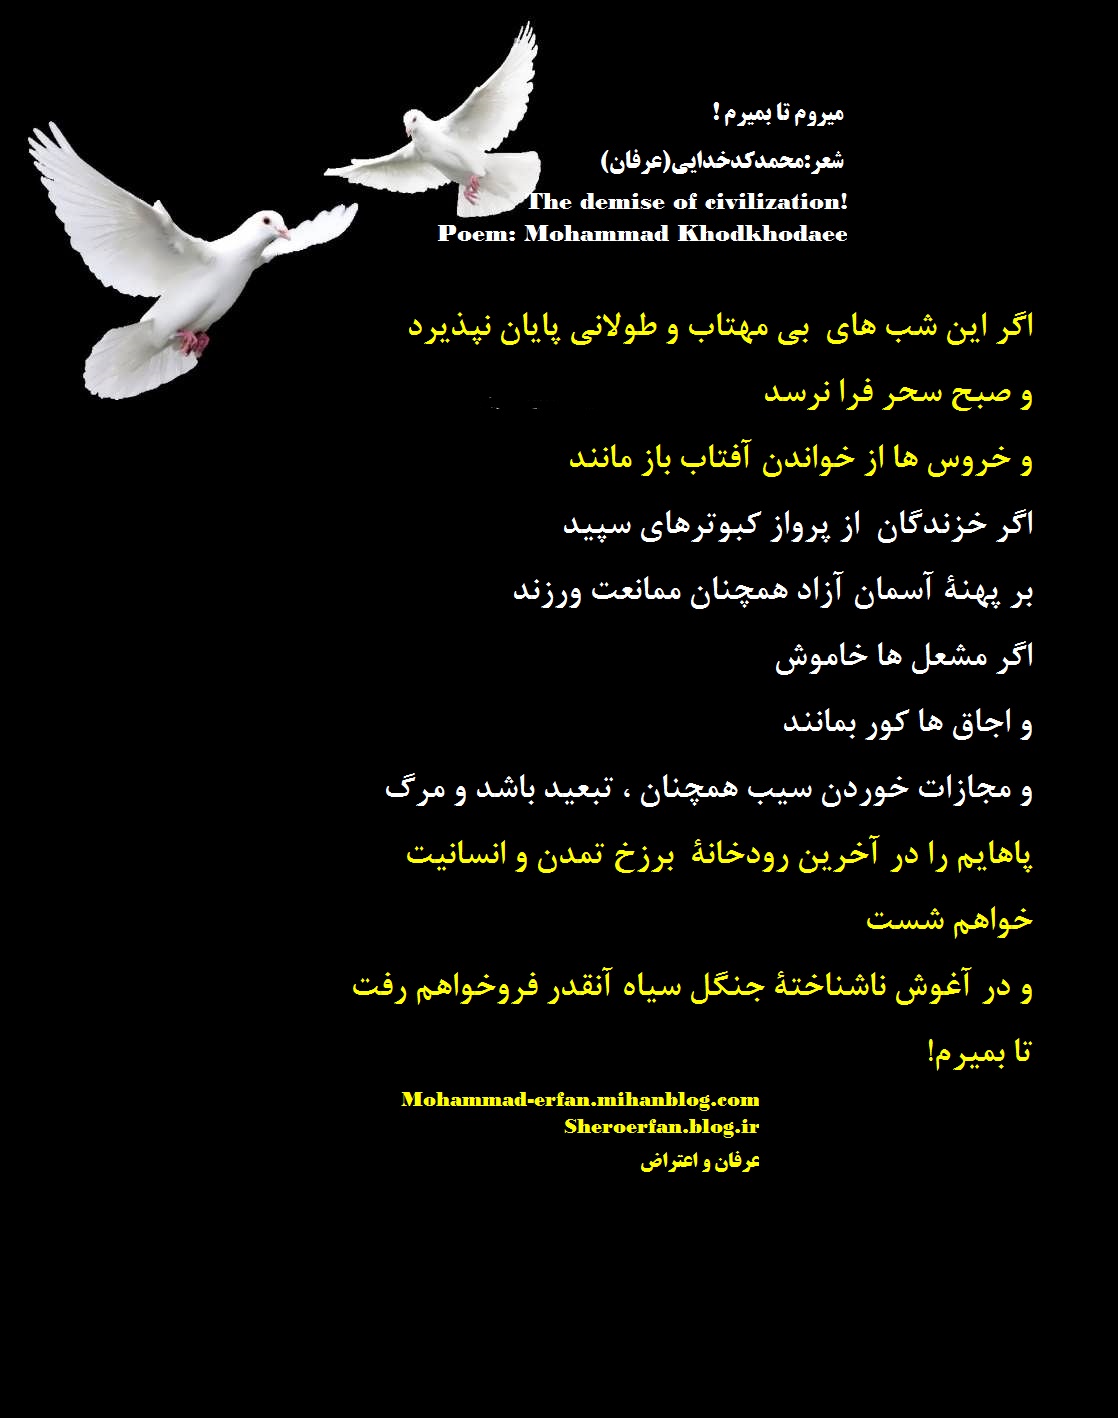 میروم تا بمیرم !
شعر:محمدکدخدایی(عرفان)
The demise of civilization!
Poem: Mohammad Khodkhodaee
اگر این شب های بی مهتاب و طولانی پایان نپذیرد
و صبح سحر فرا نرسد
و خروس ها از خواندن آفتاب باز مانند
اگر خزندگان از پرواز کبوترهای سپید
بر پهنۀ آسمان آزاد همچنان ممانعت ورزند
اگر مشعل ها خاموش
و اجاق ها کور بمانند
و مجازات خوردن سیب همچنان ، تبعید باشد و مرگ
پاهایم را در آخرین رودخانۀ برزخ تمدن و انسانیت
خواهم شست
و در آغوش ناشناختۀ جنگل سیاه آنقدر فروخواهم رفت
تا بمیرم!
Mohammad-erfan.mihanblog.com
Sheroerfan.blog.ir
عرفان و اعتراض